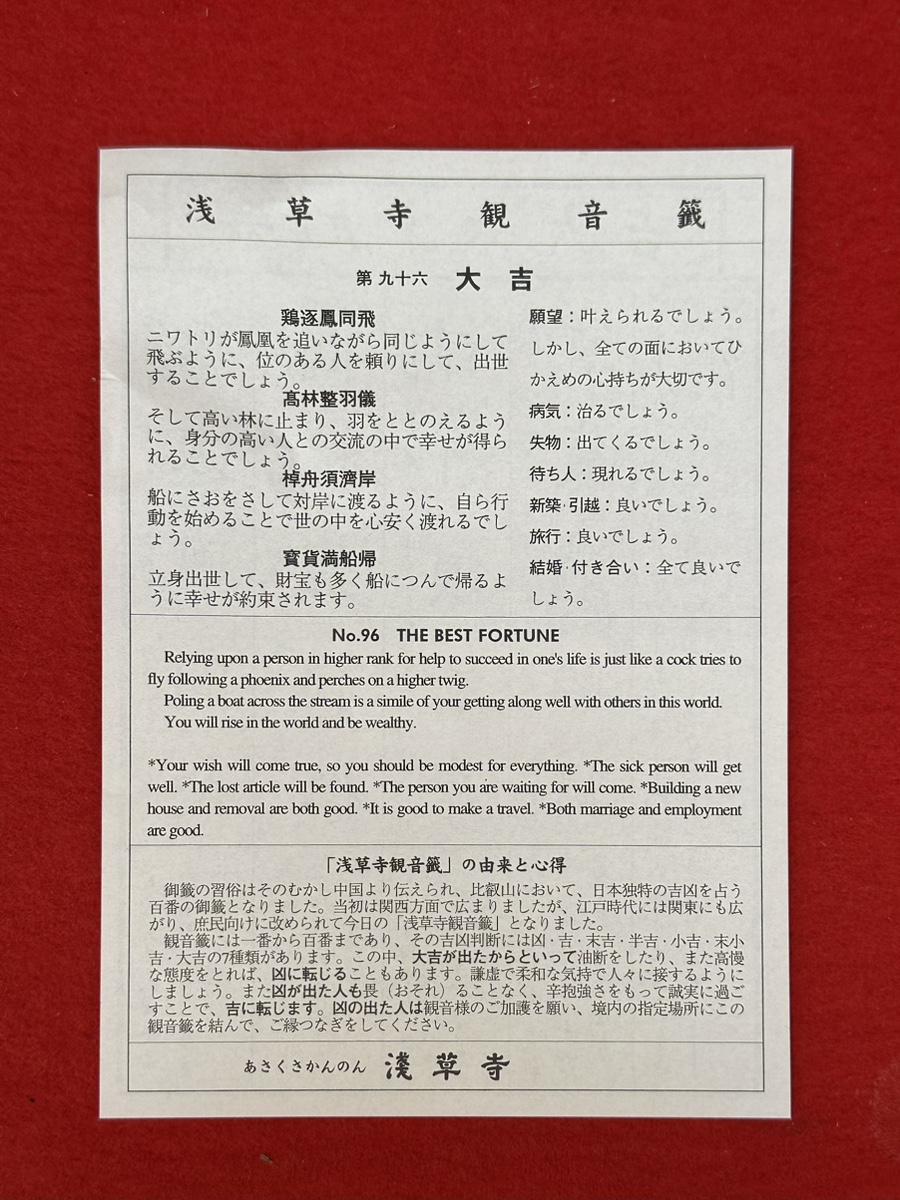 浅草寺観音籤
第九十六 大吉
鶏逐鳳同飛
ニワトリが鳳凰を追いながら同じようにして
飛ぶように、位のある人を頼りにして、出世
することでしょう。
髙林整羽儀
そして高い林に止まり、羽をととのえるよう
に、身分の高い人との交流の中で幸せが得ら
れることでしょう。
棹舟須濟岸
船にさおをさして対岸に渡るように、自ら行
動を始めることで世の中を心安く渡れるでし
ょう。
寳貨満船帰
立身出世して、財宝も多く船につんで帰るよ
うに幸せが約束されます。
願望：叶えられるでしょう。
しかし、全ての面においてひ
かえめの心持ちが大切です。
病気：治るでしょう。
失物：出てくるでしょう。
待ち人：現れるでしょう。
新築·引越：良いでしょう。
旅行：良いでしょう。
結婚·付き合い：全て良いで
しょう。
No.96 THE BEST FORTUNE
Relying upon a person in higher rank for help to succeed in one's life is just like a cock tries to
fly following a phoenix and perches on a higher twig.
Poling a boat across the stream is a simile of your getting along well with others in this world.
You will rise in the world and be wealthy.
*Your wish will come true, so you should be modest for everything. *The sick person will get
well. *The lost article will be found. *The person you are waiting for will come. *Building a new
house and removal are both good. *It is good to make a travel. *Both marriage and employment
are good.
「浅草寺観音籤」の由来と心得
御籤の習俗はそのむかし中国より伝えられ、比叡山において、日本独特の吉凶を占う
百番の御籤となりました。当初は関西方面で広まりましたが、江戸時代には関東にも広
がり、庶民向けに改められて今日の「浅草寺観音籤」となりました。
観音籤には一番から百番まであり、その吉凶判断には凶·吉·末吉·半吉·小吉·末小
吉·大吉の7種類があります。この中、大吉が出たからといって油断をしたり、また高慢
な態度をとれば、凶に転じることもあります。謙虚で柔和な気持で人々に接するように
しましょう。また凶が出た人も畏（おそれ）ることなく、辛抱強さをもって誠実に過ご
すことで、吉に転じます。凶の出た人は観音様のご加護を願い、境内の指定場所にこの
観音籤を結んで、ご縁つなぎをしてください。
あさくさかんのん 淺草寺